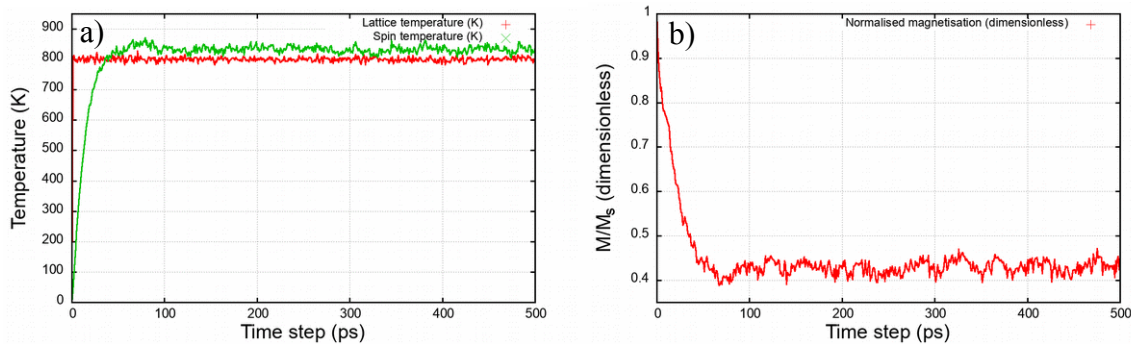 a)
Lattice temperature (K)
Spin temperature (K)
900
800
700
600
500
400
300
200
100
0
Temperature (K)
0 100 200 300 400 500
Time step (ps)
b)
Normalised magnetisation (dimensionless)
1
0.9
0.8
0.7
0.6
0.5
0.4
M/Ms (dimensionless)
0 100 200 300 400 500
Time step (ps)